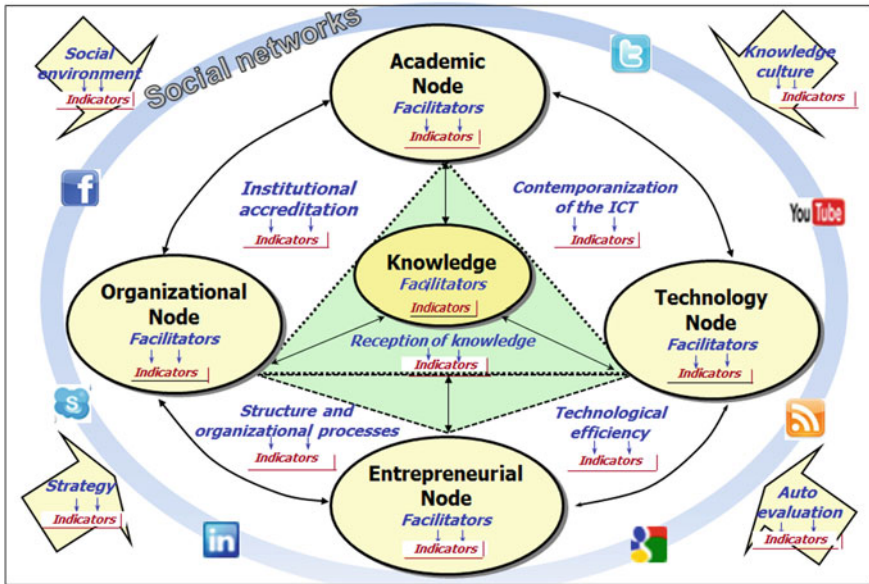 Social networks
Social
environment
Indicators
Academic
Node
Facilitators
Indicators
Knowledge
culture
Indicators
Institutional
accreditation
Indicators
Contemporanization
of the ICT
Indicators
You Tube
Knowledge
Facilitators
Indicators
Organizational
Node
Facilitators
Indicators
Technology
Node
Facilitators
Indicators
Reception of knowledge
Indicators
Structure and
organizational processes
Indicators
Technological
efficiency
Indicators
Entrepreneurial
Node
Facilitators
Indicators
Strategy
Indicators
Auto
evaluation
Indicators
t
f
S
in
g